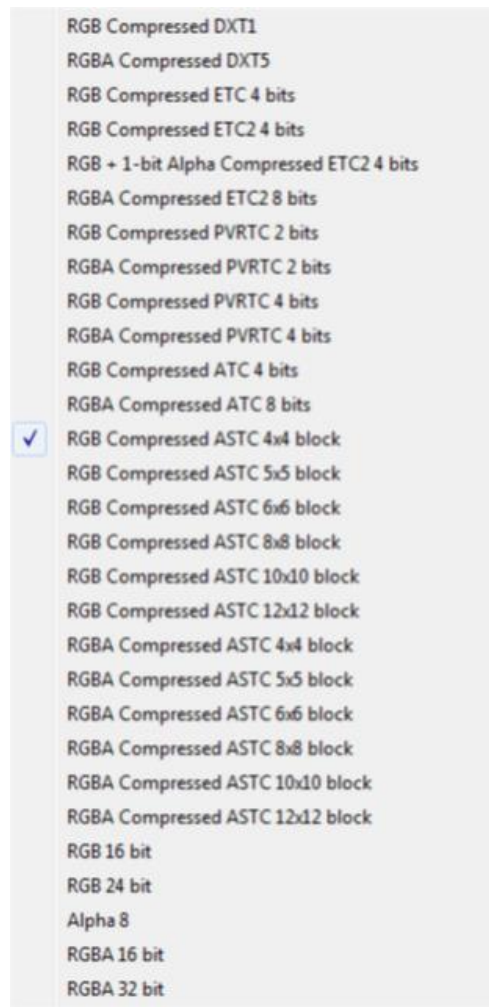 RGB Compressed DXT1
RGBA Compressed DXT5
RGB Compressed ETC 4 bits
RGB Compressed ETC2 4 bits
RGB + 1-bit Alpha Compressed ETC2 4 bits
RGBA Compressed ETC2 8 bits
RGB Compressed PVRTC 2 bits
RGBA Compressed PVRTC 2 bits
RGB Compressed PVRTC 4 bits
RGBA Compressed PVRTC 4 bits
RGB Compressed ATC 4 bits
RGBA Compressed ATC 8 bits
RGB Compressed ASTC 4x4 block
RGB Compressed ASTC 5x5 block
RGB Compressed ASTC 6x6 block
RGB Compressed ASTC 8x8 block
RGB Compressed ASTC 10x10 block
RGB Compressed ASTC 12x12 block
RGBA Compressed ASTC 4x4 block
RGBA Compressed ASTC 5x5 block
RGBA Compressed ASTC 6x6 block
RGBA Compressed ASTC 8x8 block
RGBA Compressed ASTC 10x10 block
RGBA Compressed ASTC 12x12 block
RGB 16 bit
RGB 24 bit
Alpha 8
RGBA 16 bit
RGBA 32 bit